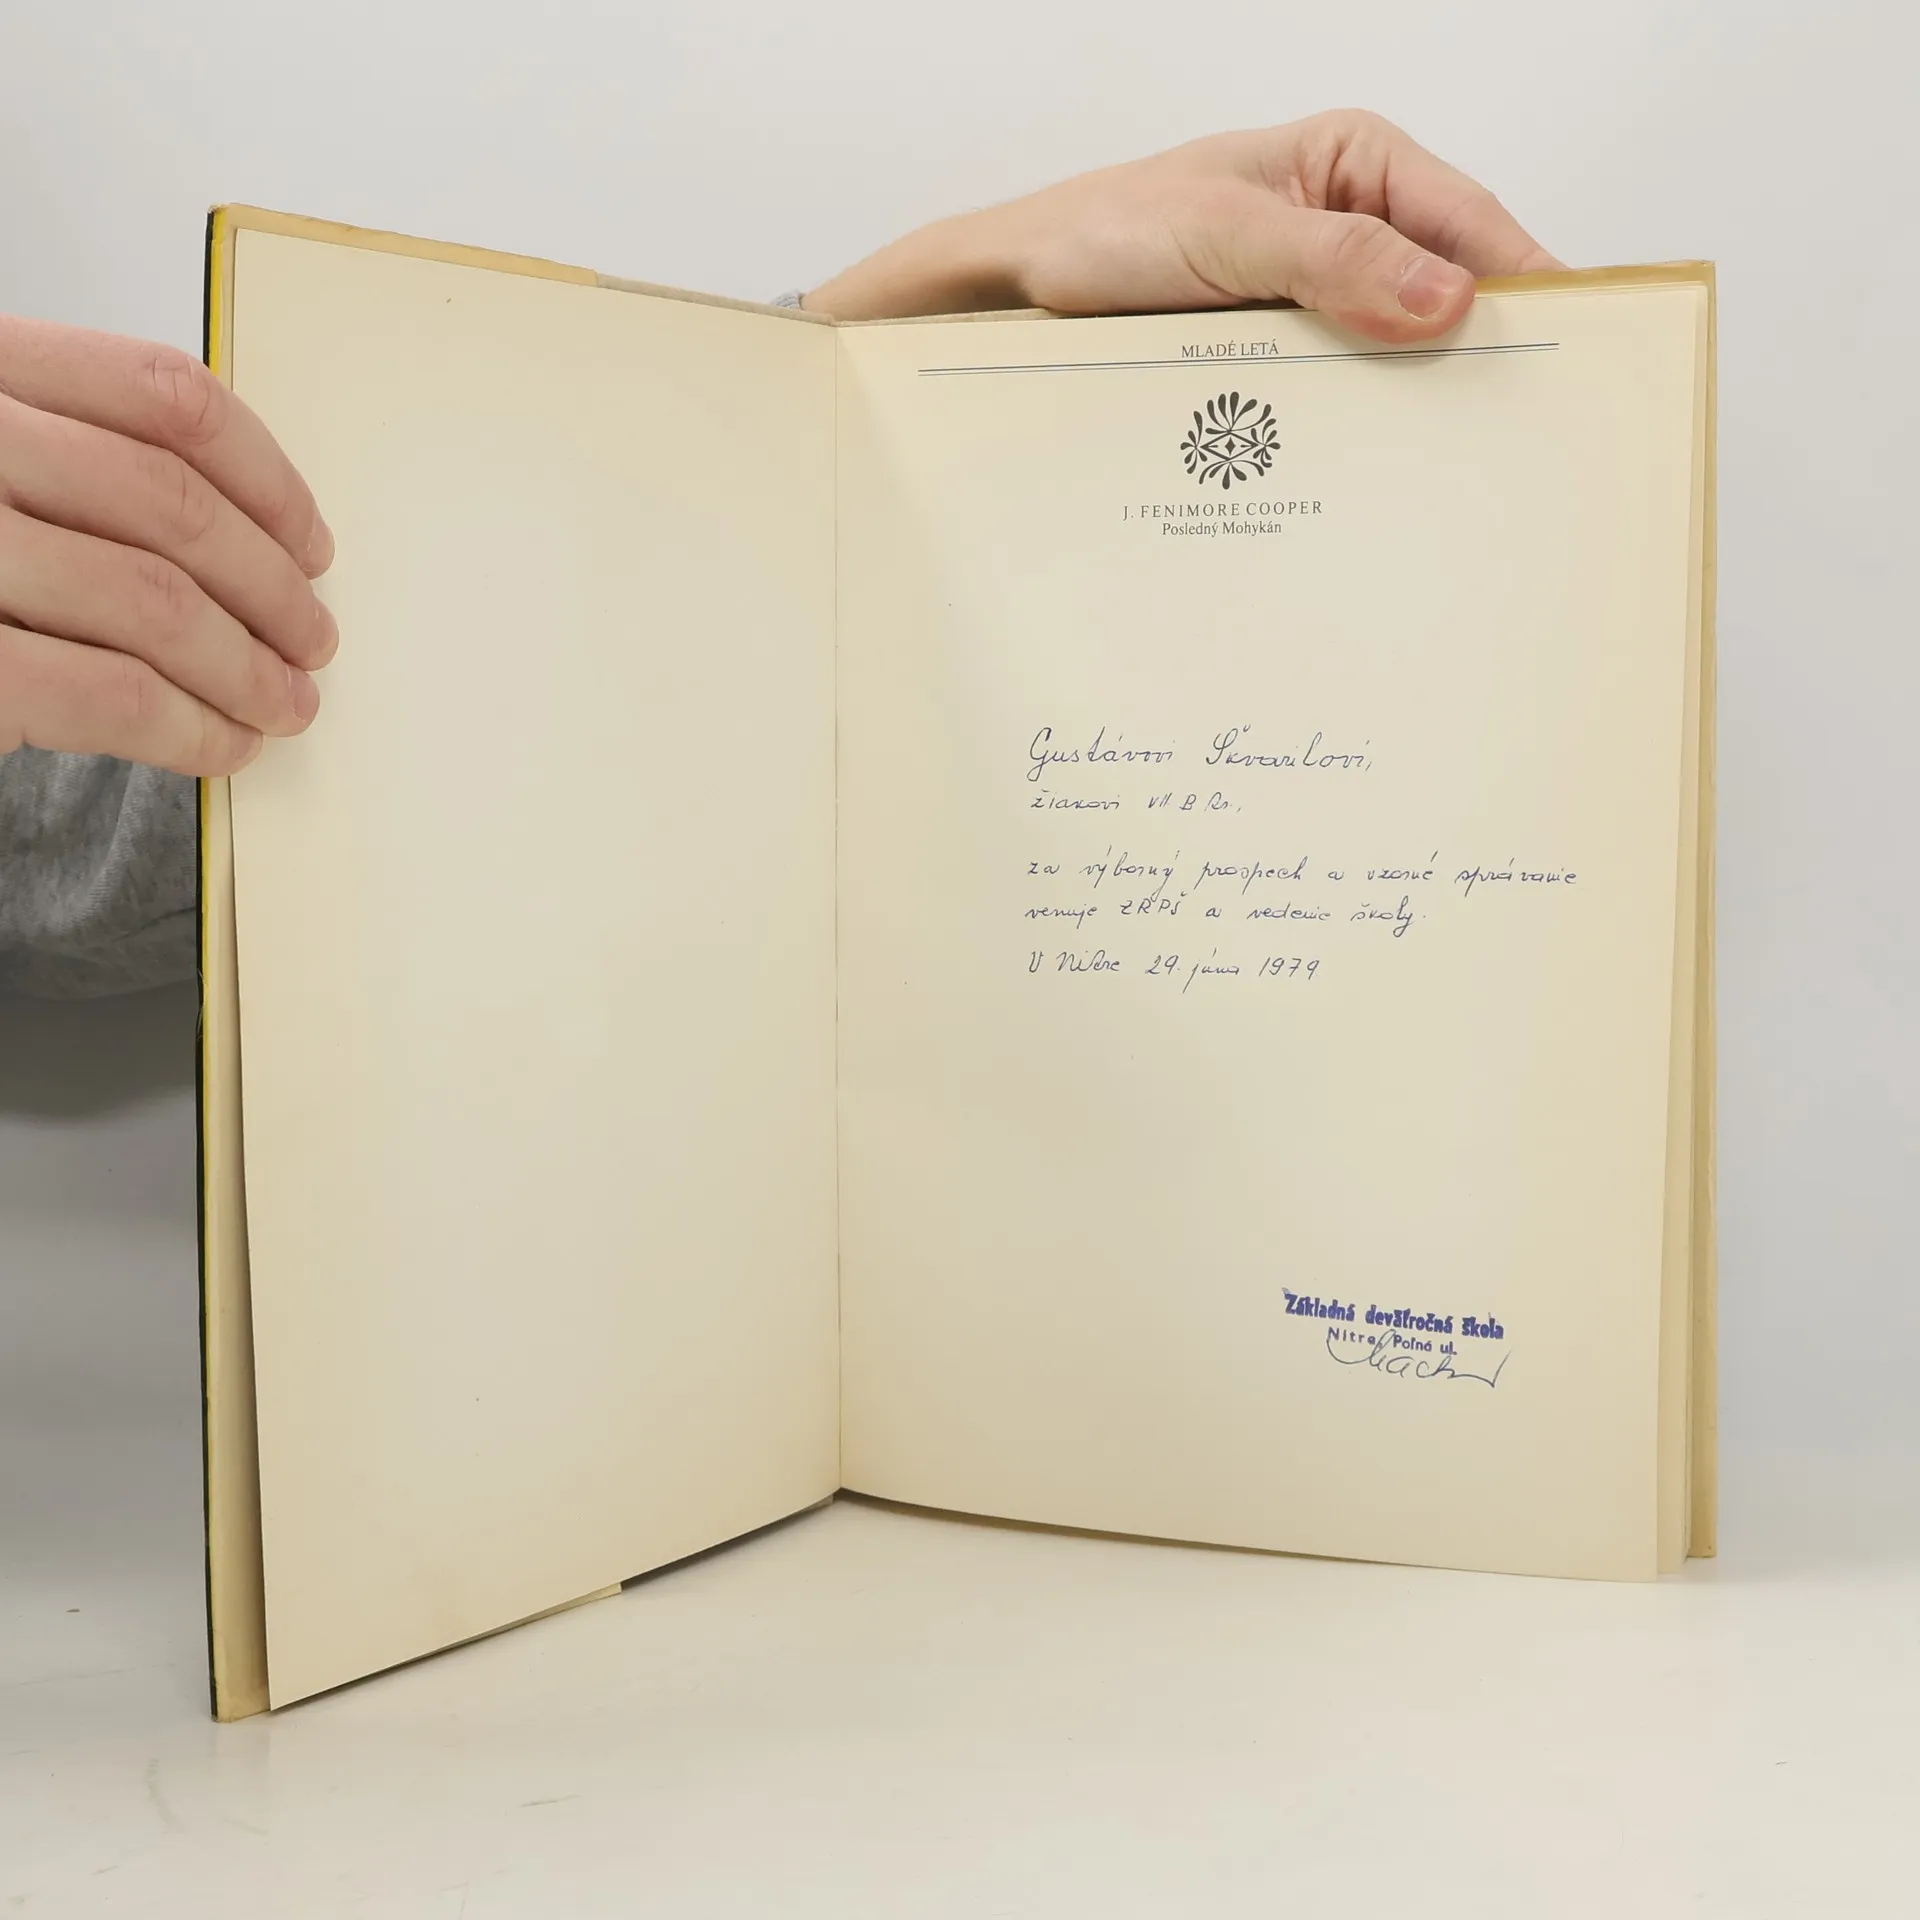 MLADÉ LETÁ
J. FENIMORE COOPER
Posledný Mohykán
Gustávovi Škvarilovi,
žiakovi VII. B tr.,
za výborný prospech a vzorné správanie
venuje ZRPŠ a vedenie školy.
V Nitre 29. júna 1979
Základná deväťročná škola
Nitra, Poľná ul.